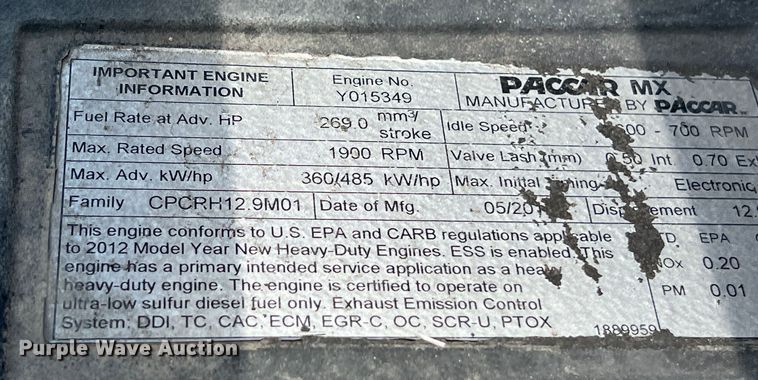 IMPORTANT ENGINE INFORMATION
Engine No.
Y015349
PACCAR MX
MANUFACTURED BY PACCAR
Fuel Rate at Adv. HP 269.0 mm³/stroke
Idle Speed 600 - 700 RPM
Max. Rated Speed 1900 RPM
Valve Lash (mm) 0.50 Int. 0.70 Ex
Max. Adv. kW/hp 360/485 kW/hp
Max. Initial Timing Electronic
Family CPCRH12.9M01
Date of Mfg. 05/20
Displacement 12.
This engine conforms to U.S. EPA and CARB regulations applicable
to 2012 Model Year New Heavy-Duty Engines. ESS is enabled. This
engine has a primary intended service application as a heavy
heavy-duty engine. The engine is certified to operate on
ultra-low sulfur diesel fuel only. Exhaust Emission Control
System: DDI, TC, CAC, ECM, EGR-C, OC, SCR-U, PTOX
EPA
NOx 0.20
PM 0.01
1889959
Purple Wave Auction